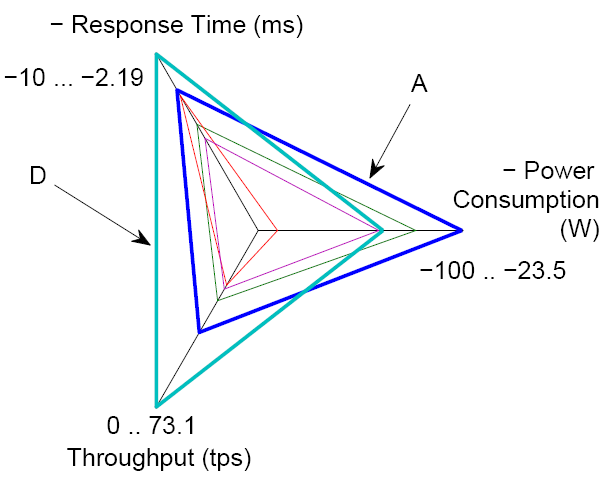 − Response Time (ms)
−10 ... −2.19
A
D
− Power
Consumption
(W)
−100 .. −23.5
0 .. 73.1
Throughput (tps)